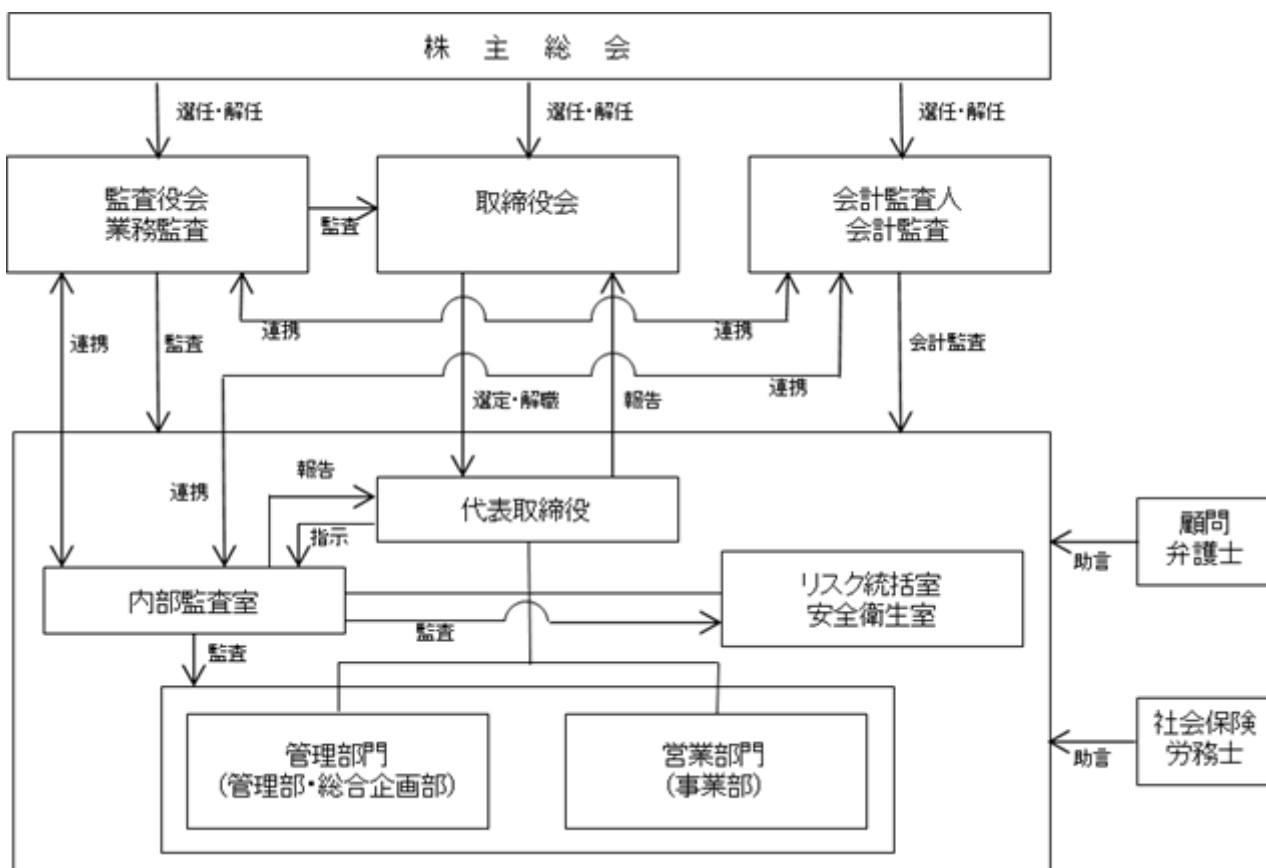 株主総会
選任・解任
選任・解任
選任・解任
監査役会
業務監査
監査
取締役会
会計監査人
会計監査
連携
監査
連携
連携
会計監査
連携
選定・解職
報告
連携
報告
代表取締役
指示
顧問
弁護士
助言
内部監査室
リスク統括室
安全衛生室
監査
監査
管理部門
(管理部・総合企画部)
営業部門
(事業部)
社会保険
労務士
助言